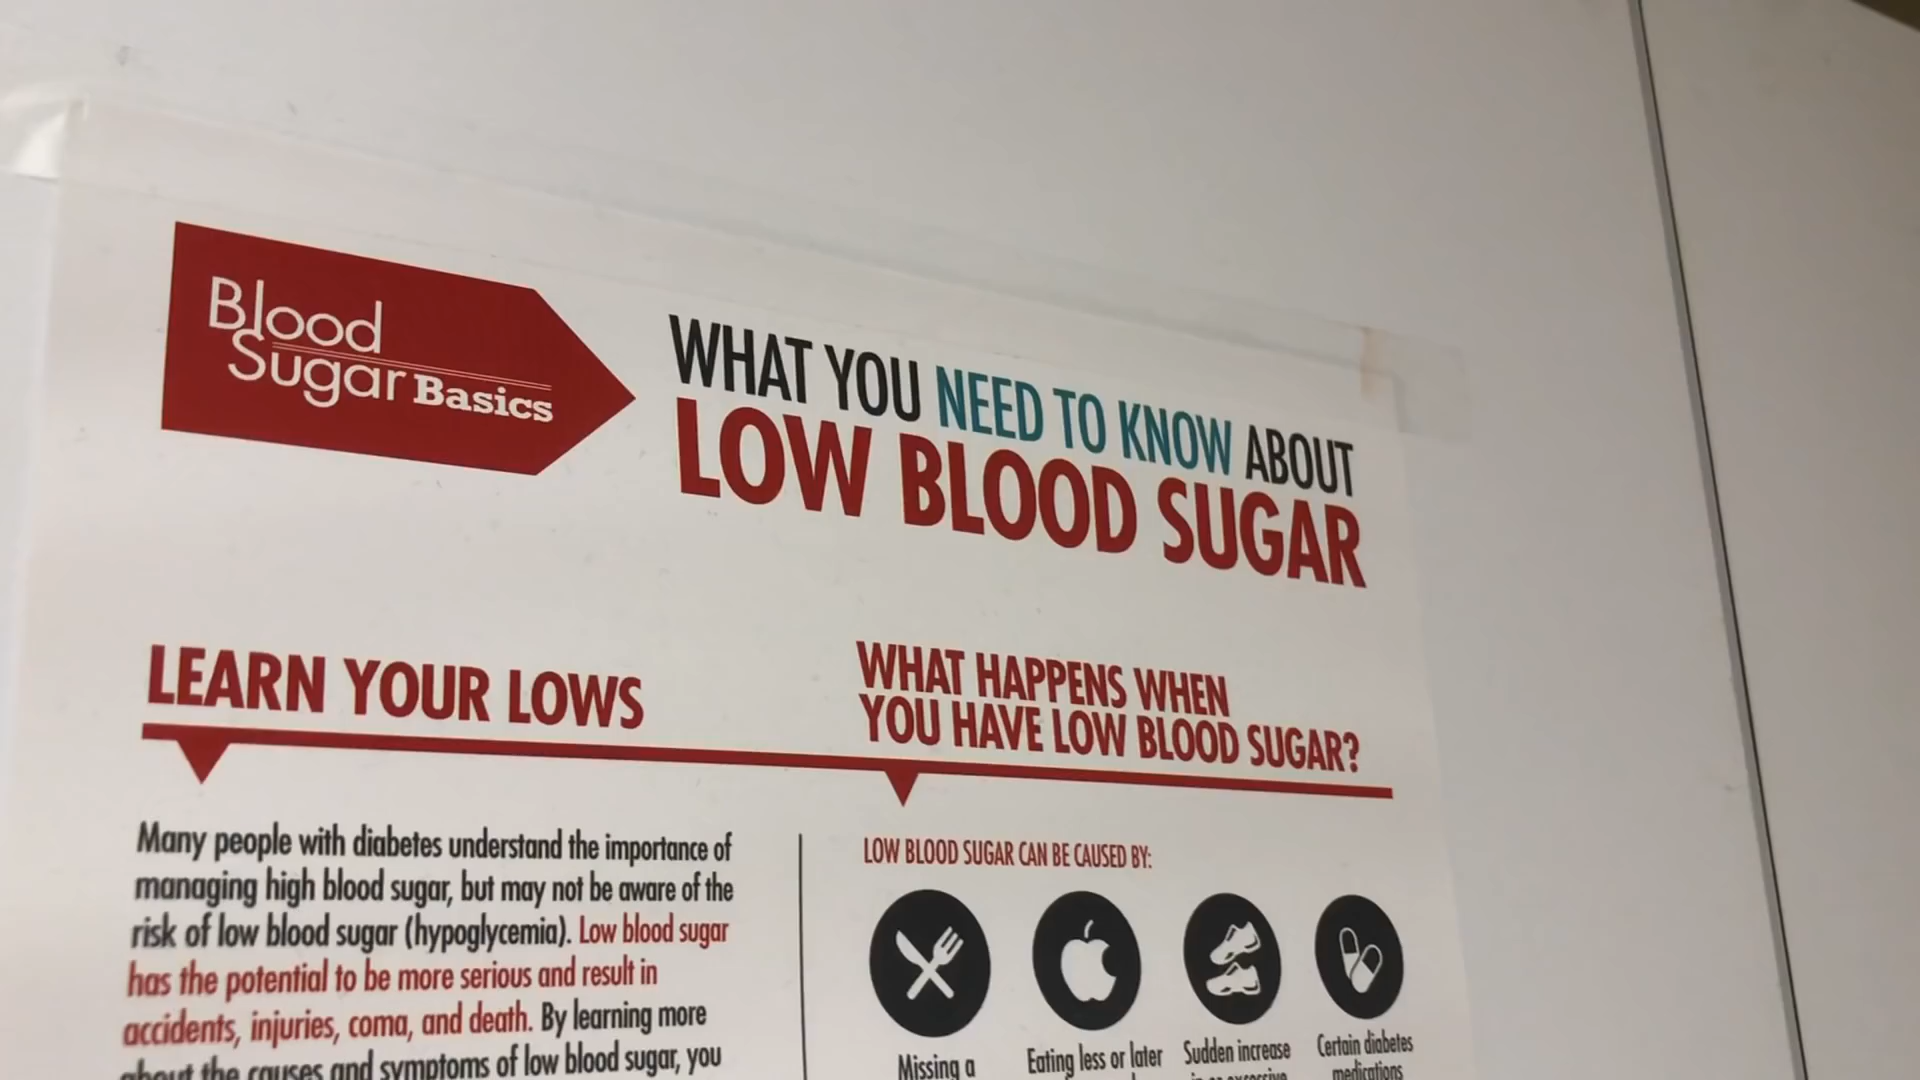 Blood
Sugar Basics
WHAT YOU NEED TO KNOW ABOUT
LOW BLOOD SUGAR
LEARN YOUR LOWS
Many people with diabetes understand the importance of
managing high blood sugar, but may not be aware of the
risk of low blood sugar (hypoglycemia). Low blood sugar
has the potential to be more serious and result in
accidents, injuries, coma, and death. By learning more
about the causes and symptoms of low blood sugar, you
WHAT HAPPENS WHEN
YOU HAVE LOW BLOOD SUGAR?
LOW BLOOD SUGAR CAN BE CAUSED BY:
Missing a
Eating less or later
Sudden increase
Certain diabetes
medications